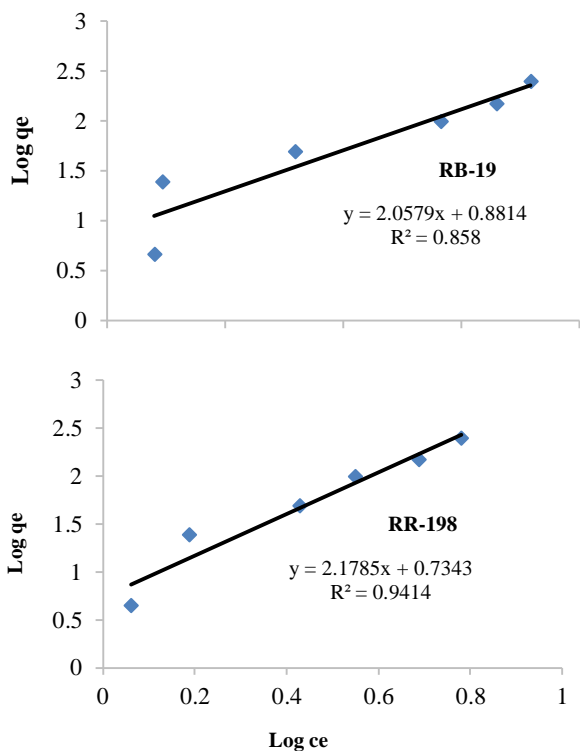 3
2.5
2
1.5
1
0.5
0
Log qe
RB-19
y = 2.0579x + 0.8814
R² = 0.858
3
2.5
2
1.5
1
0.5
0
Log qe
RR-198
y = 2.1785x + 0.7343
R² = 0.9414
0 0.2 0.4 0.6 0.8 1
Log ce